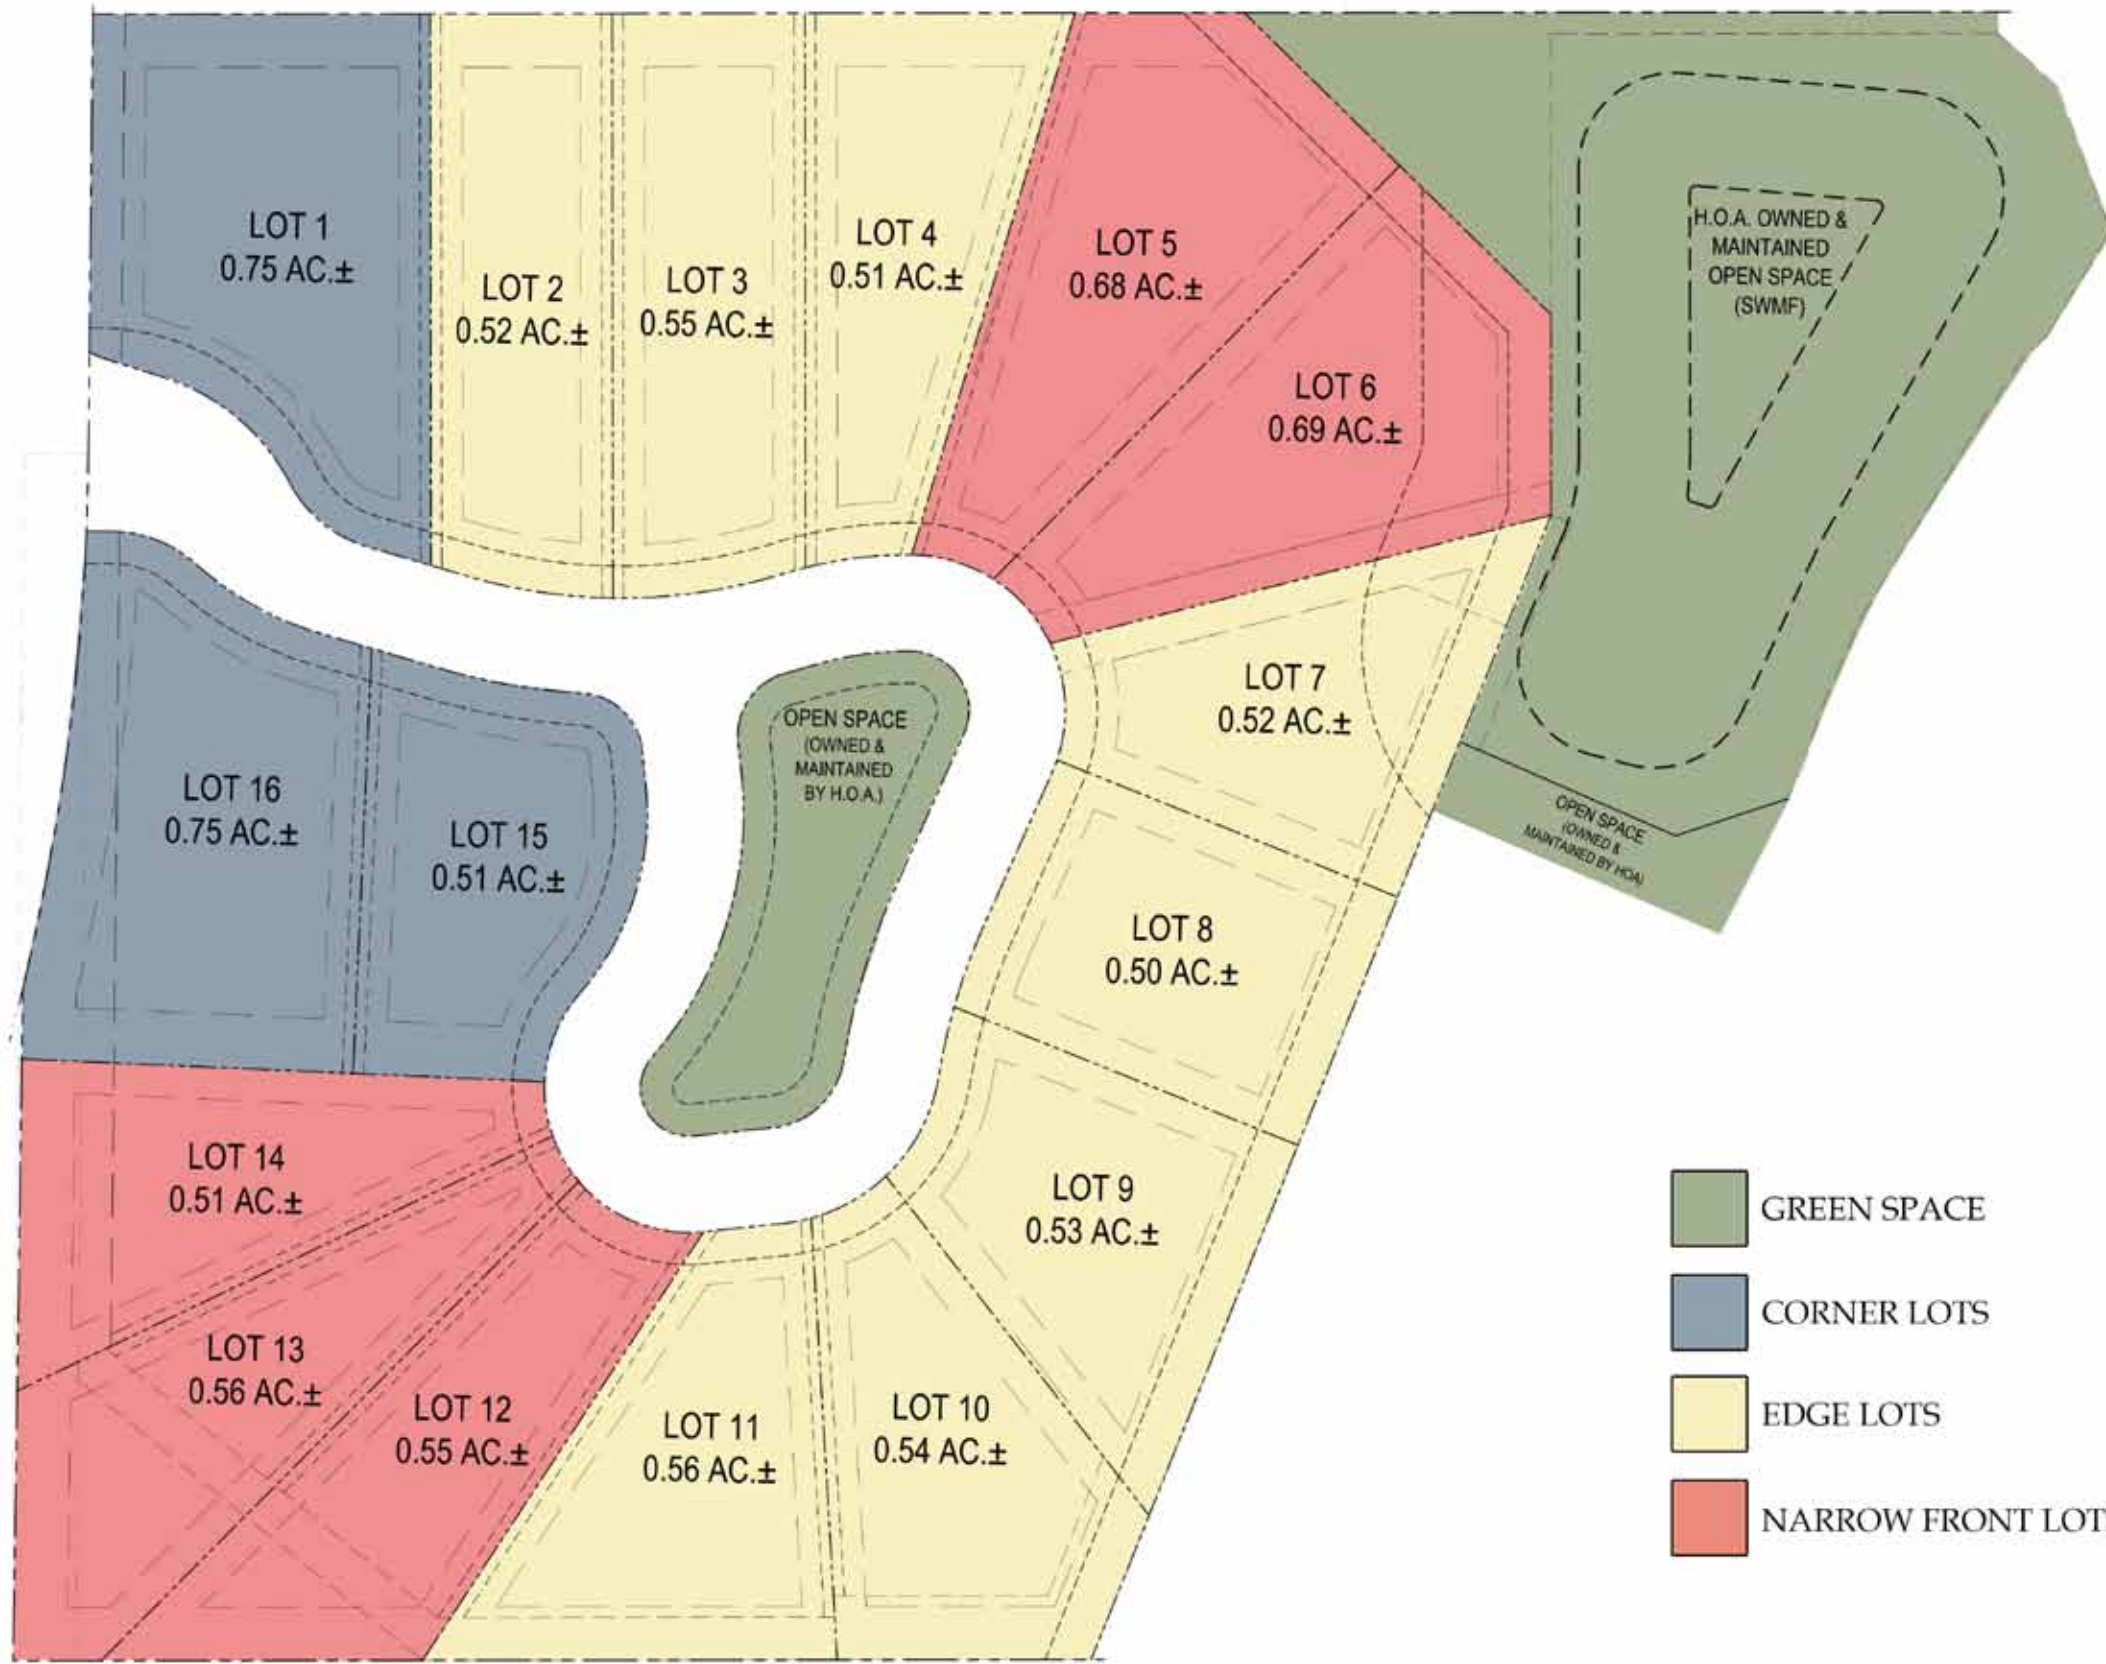 LOT 1
0.75 AC.±
LOT 2
0.52 AC.±
LOT 3
0.55 AC.±
LOT 4
0.51 AC.±
LOT 5
0.68 AC.±
LOT 6
0.69 AC.±
H.O.A. OWNED &
MAINTAINED
OPEN SPACE
(SWMF)
LOT 7
0.52 AC.±
OPEN SPACE
(OWNED &
MAINTAINED
BY H.O.A.)
LOT 16
0.75 AC.±
LOT 15
0.51 AC.±
OPEN SPACE
(OWNED &
MAINTAINED BY HOA)
LOT 8
0.50 AC.±
LOT 9
0.53 AC.±
LOT 14
0.51 AC.±
LOT 13
0.56 AC.±
LOT 12
0.55 AC.±
LOT 11
0.56 AC.±
LOT 10
0.54 AC.±
GREEN SPACE
CORNER LOTS
EDGE LOTS
NARROW FRONT LOT